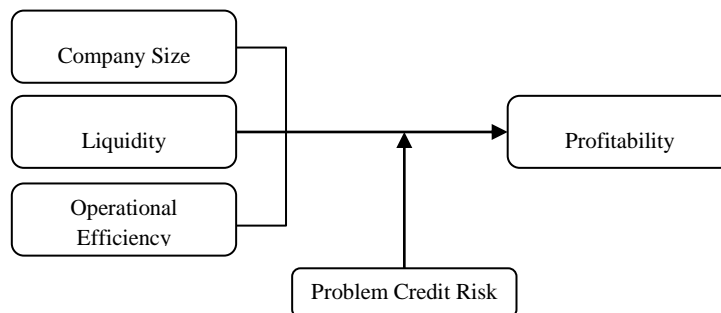 Company Size
Liquidity
Profitability
Operational
Efficiency
Problem Credit Risk